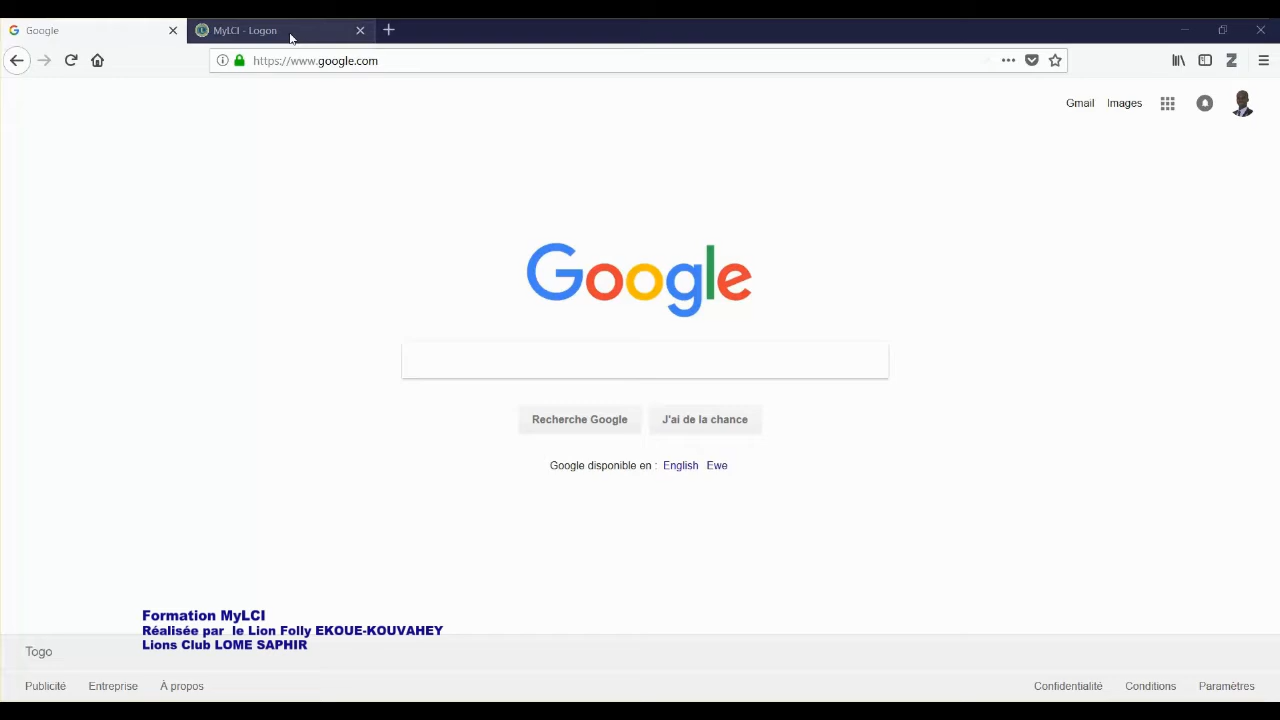 Google
MyLCI - Logon
https://www.google.com
Gmail Images
Google
Recherche Google J'ai de la chance
Google disponible en : English Ewe
Formation MyLCI
Réalisée par le Lion Folly EKOUE-KOUVAHEY
Lions Club LOME SAPHIR
Togo
Publicité Entreprise À propos Confidentialité Conditions Paramètres